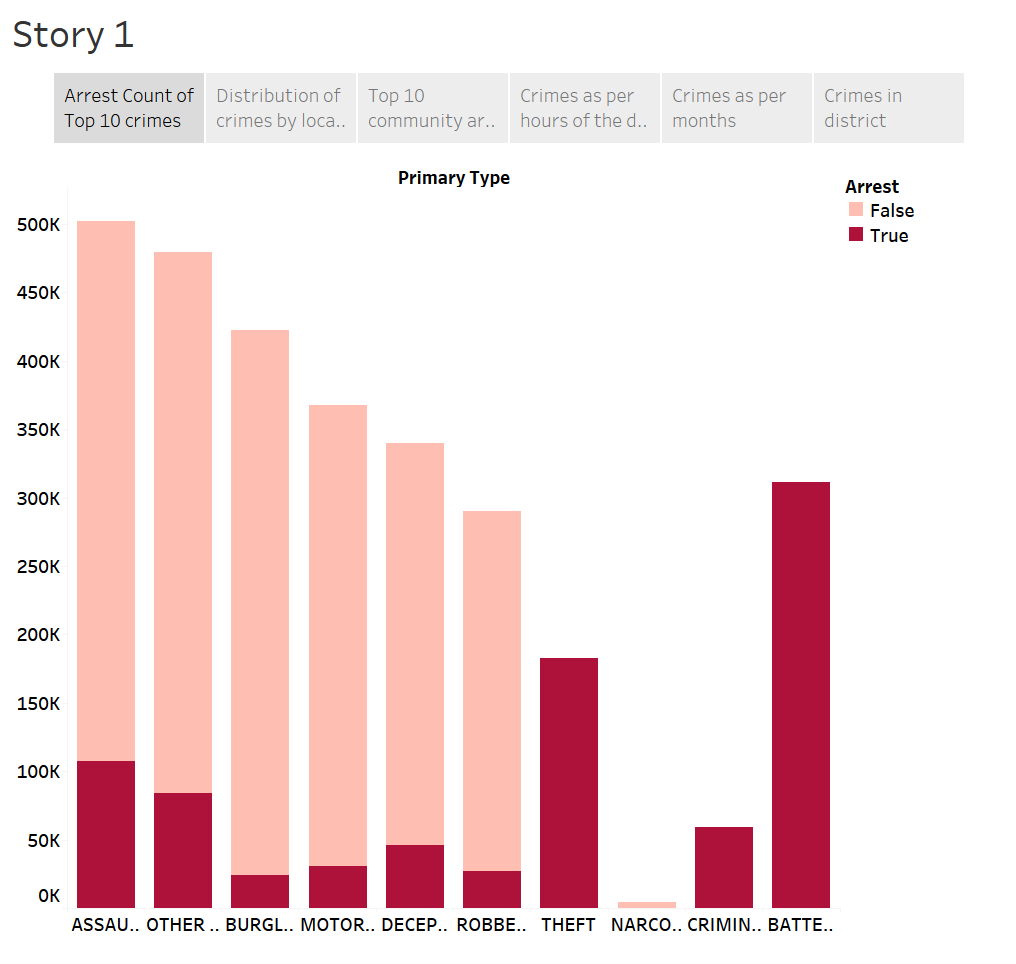 Story 1
Arrest Count of
Top 10 crimes
Distribution of
crimes by loca..
Top 10
community ar..
Crimes as per
hours of the d..
Crimes as per
months
Crimes in
district
Primary Type
Arrest
False
True
500K
450K
400K
350K
300K
250K
200K
150K
100K
50K
0K
ASSAU.. OTHER .. BURGL.. MOTOR.. DECEP.. ROBBE.. THEFT NARCO.. CRIMIN.. BATTE..